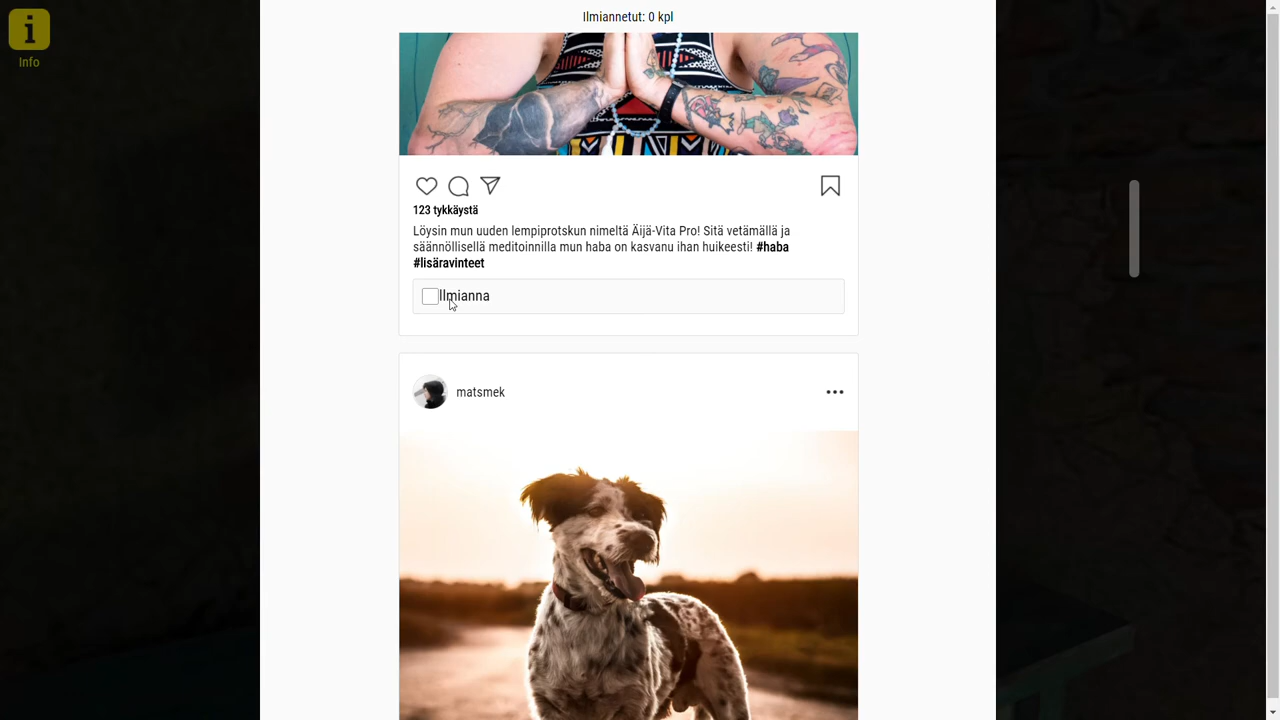 Ilmiannetut: 0 kpl
Info
123 tykkäystä
Löysin mun uuden lempiprotskun nimeltä Äijä-Vita Pro! Sitä vetämällä ja
säännöllisellä meditoinnilla mun haba on kasvanu ihan huikeesti! #haba
#lisäravinteet
Ilmianna
matsmek